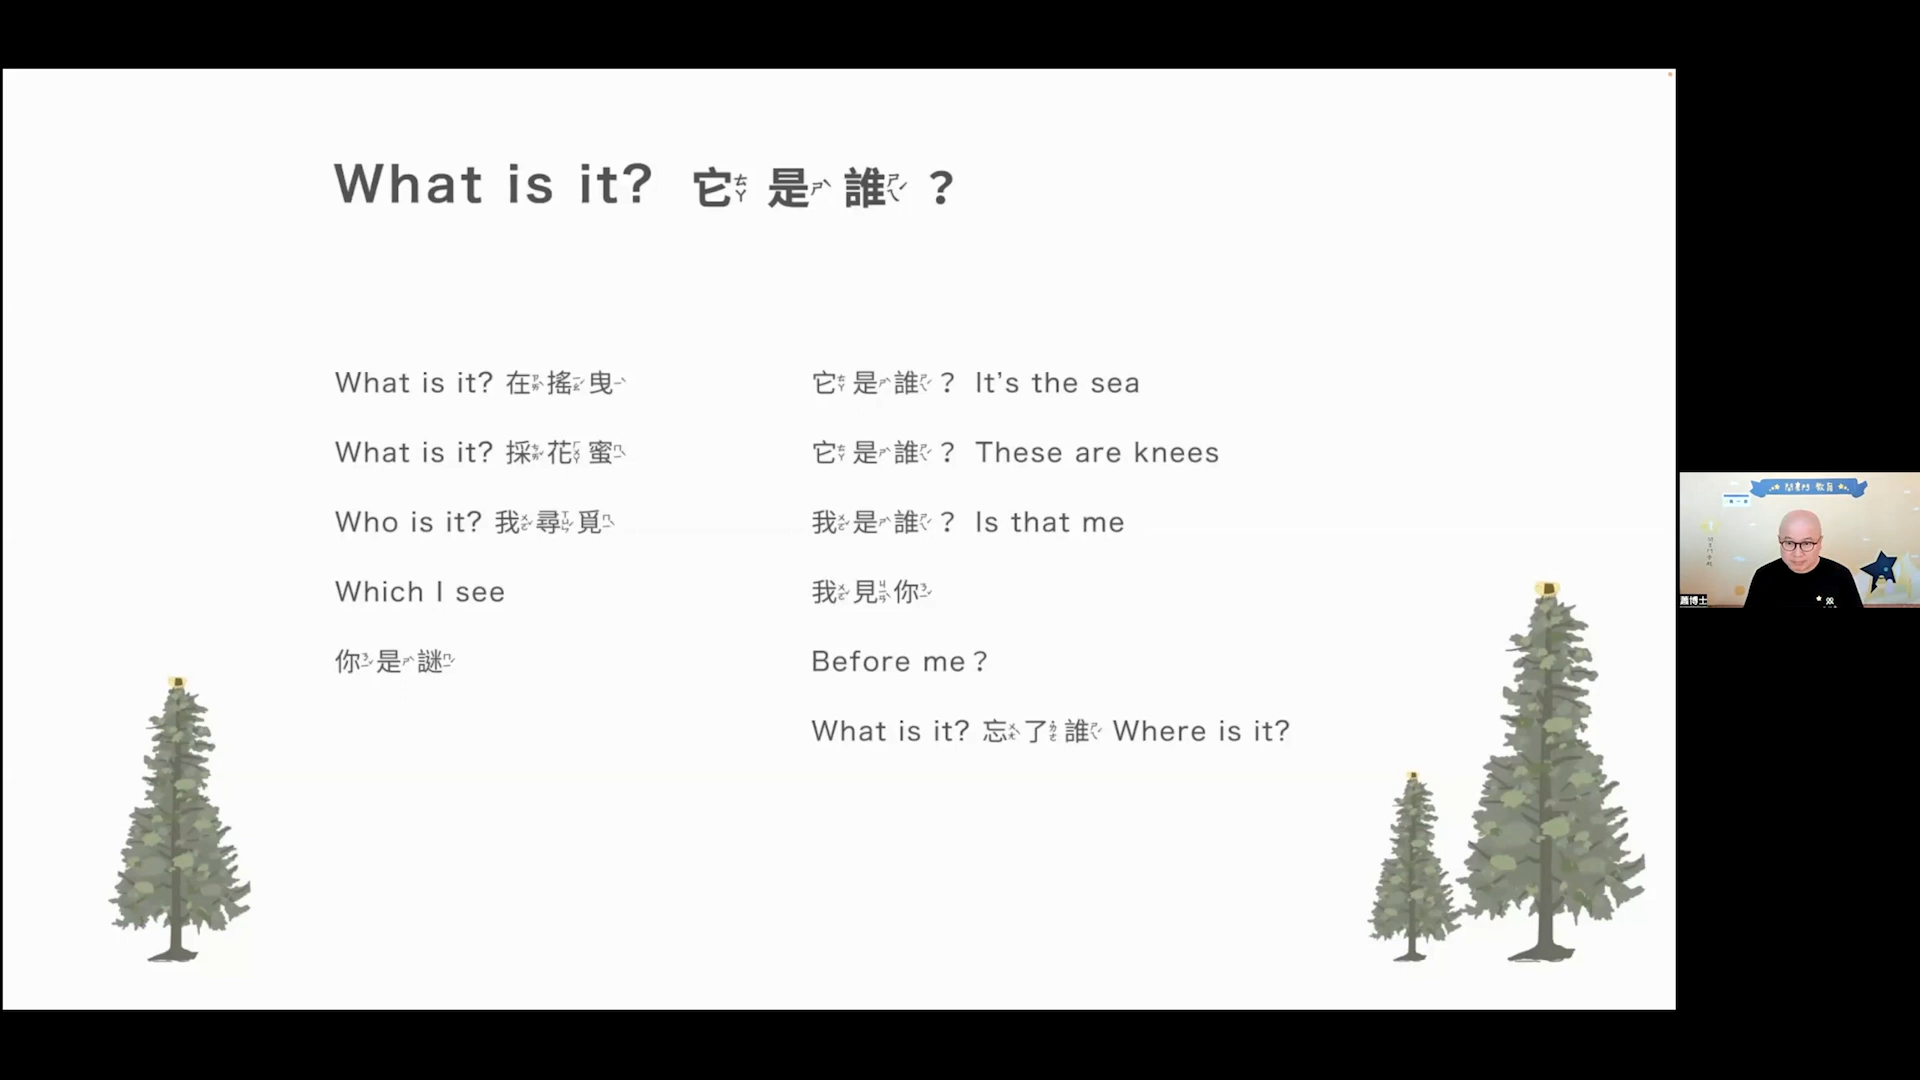 What is it? 它是誰？
What is it? 在搖曳
What is it? 採花蜜
Who is it? 我尋覓
Which I see
你是謎
它是誰？ It’s the sea
它是誰？ These are knees
我是誰？ Is that me
我見你
Before me？
What is it? 忘了誰 Where is it?
蕭博士